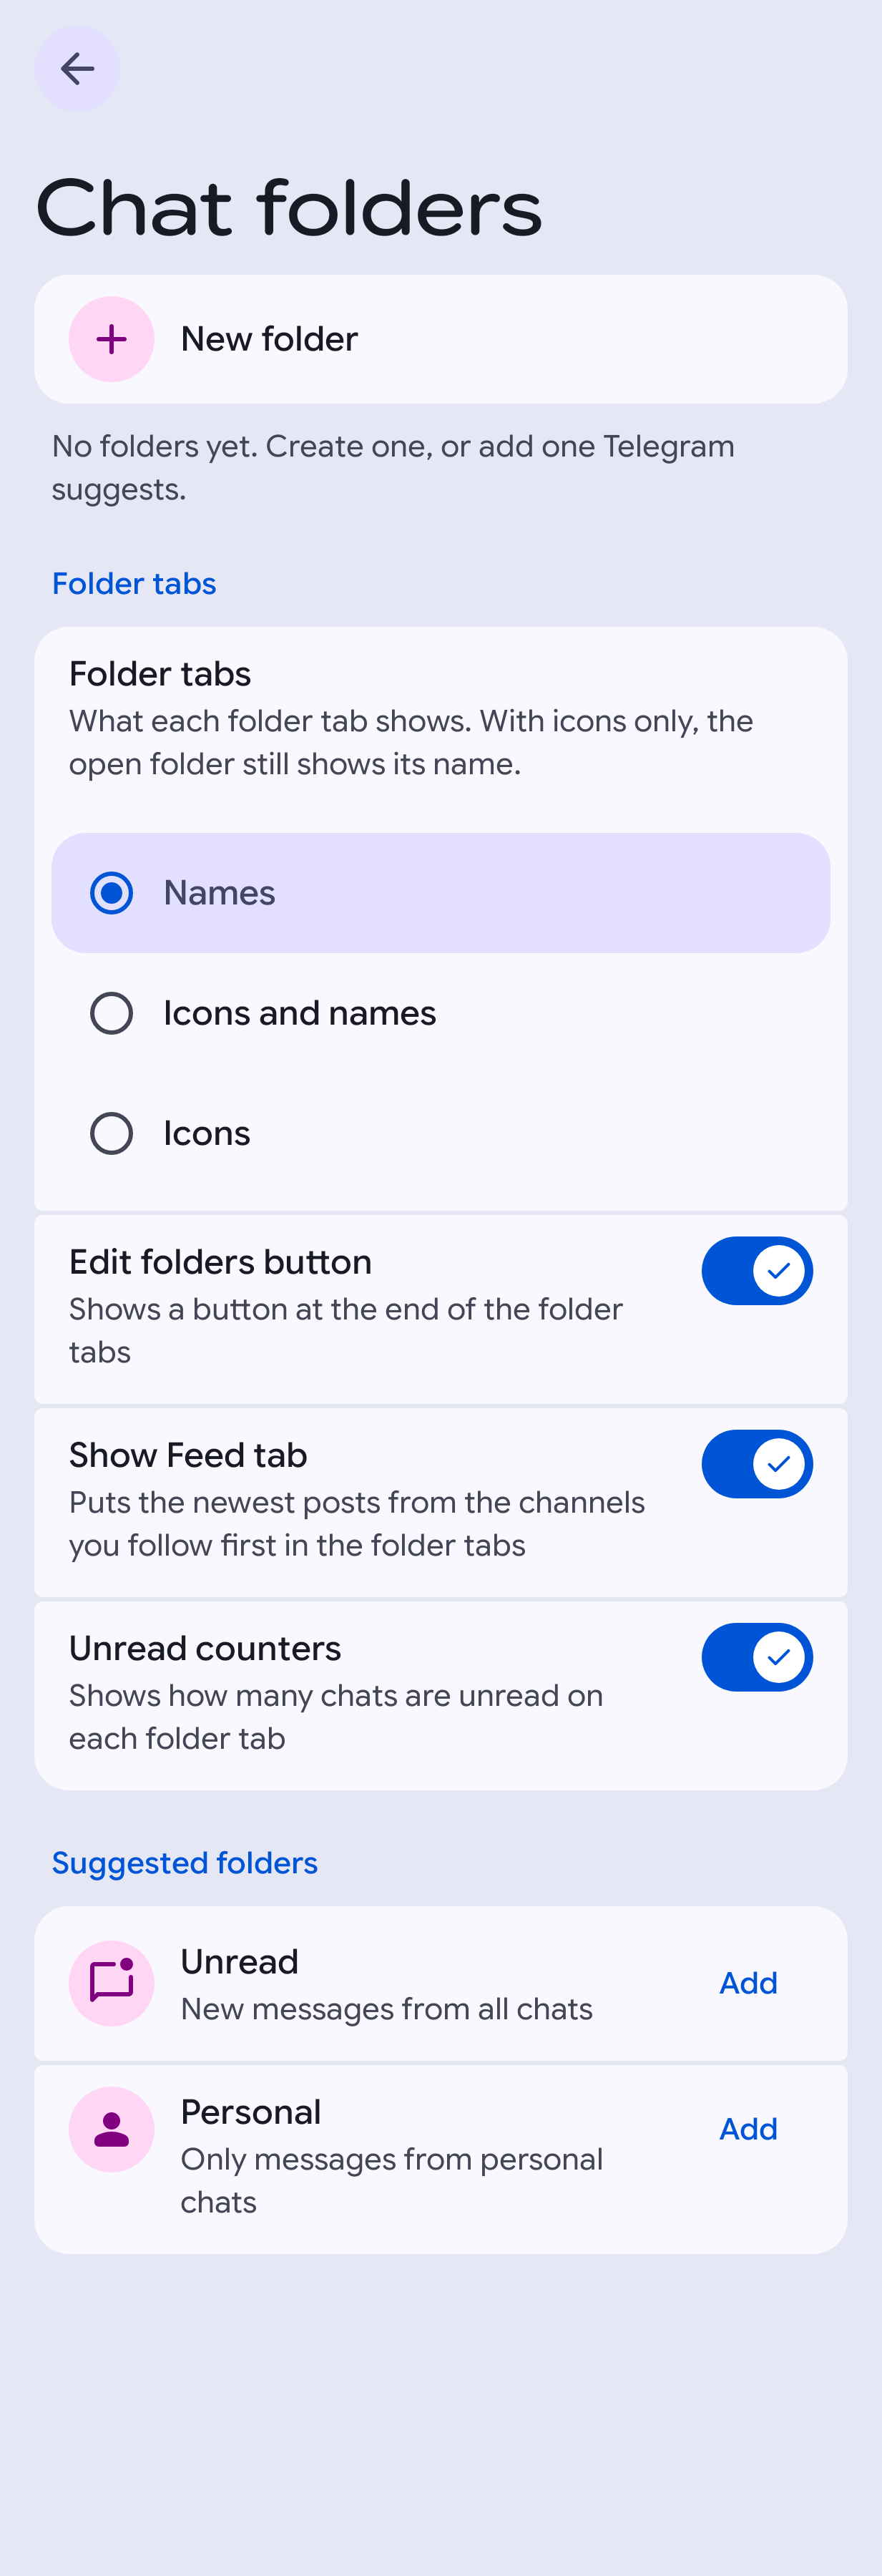 Chat folders
New folder
No folders yet. Create one, or add one Telegram
suggests.
Folder tabs
Folder tabs
What each folder tab shows. With icons only, the
open folder still shows its name.
Names
Icons and names
Icons
Edit folders button
Shows a button at the end of the folder
tabs
Show Feed tab
Puts the newest posts from the channels
you follow first in the folder tabs
Unread counters
Shows how many chats are unread on
each folder tab
Suggested folders
Unread
New messages from all chats
Add
Personal
Only messages from personal
chats
Add